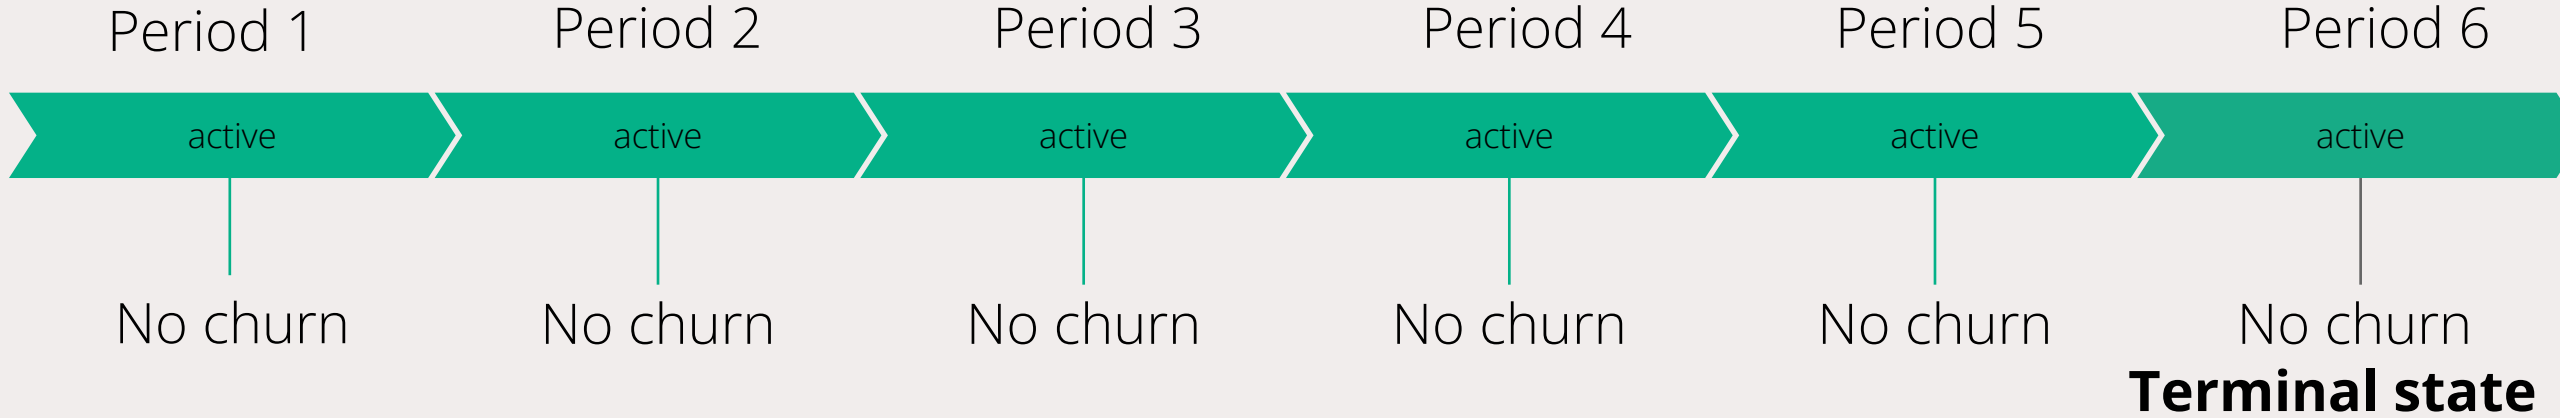 Period 1 Period 2 Period 3 Period 4 Period 5 Period 6
active active active active active active
No churn No churn No churn No churn No churn No churn
Terminal state